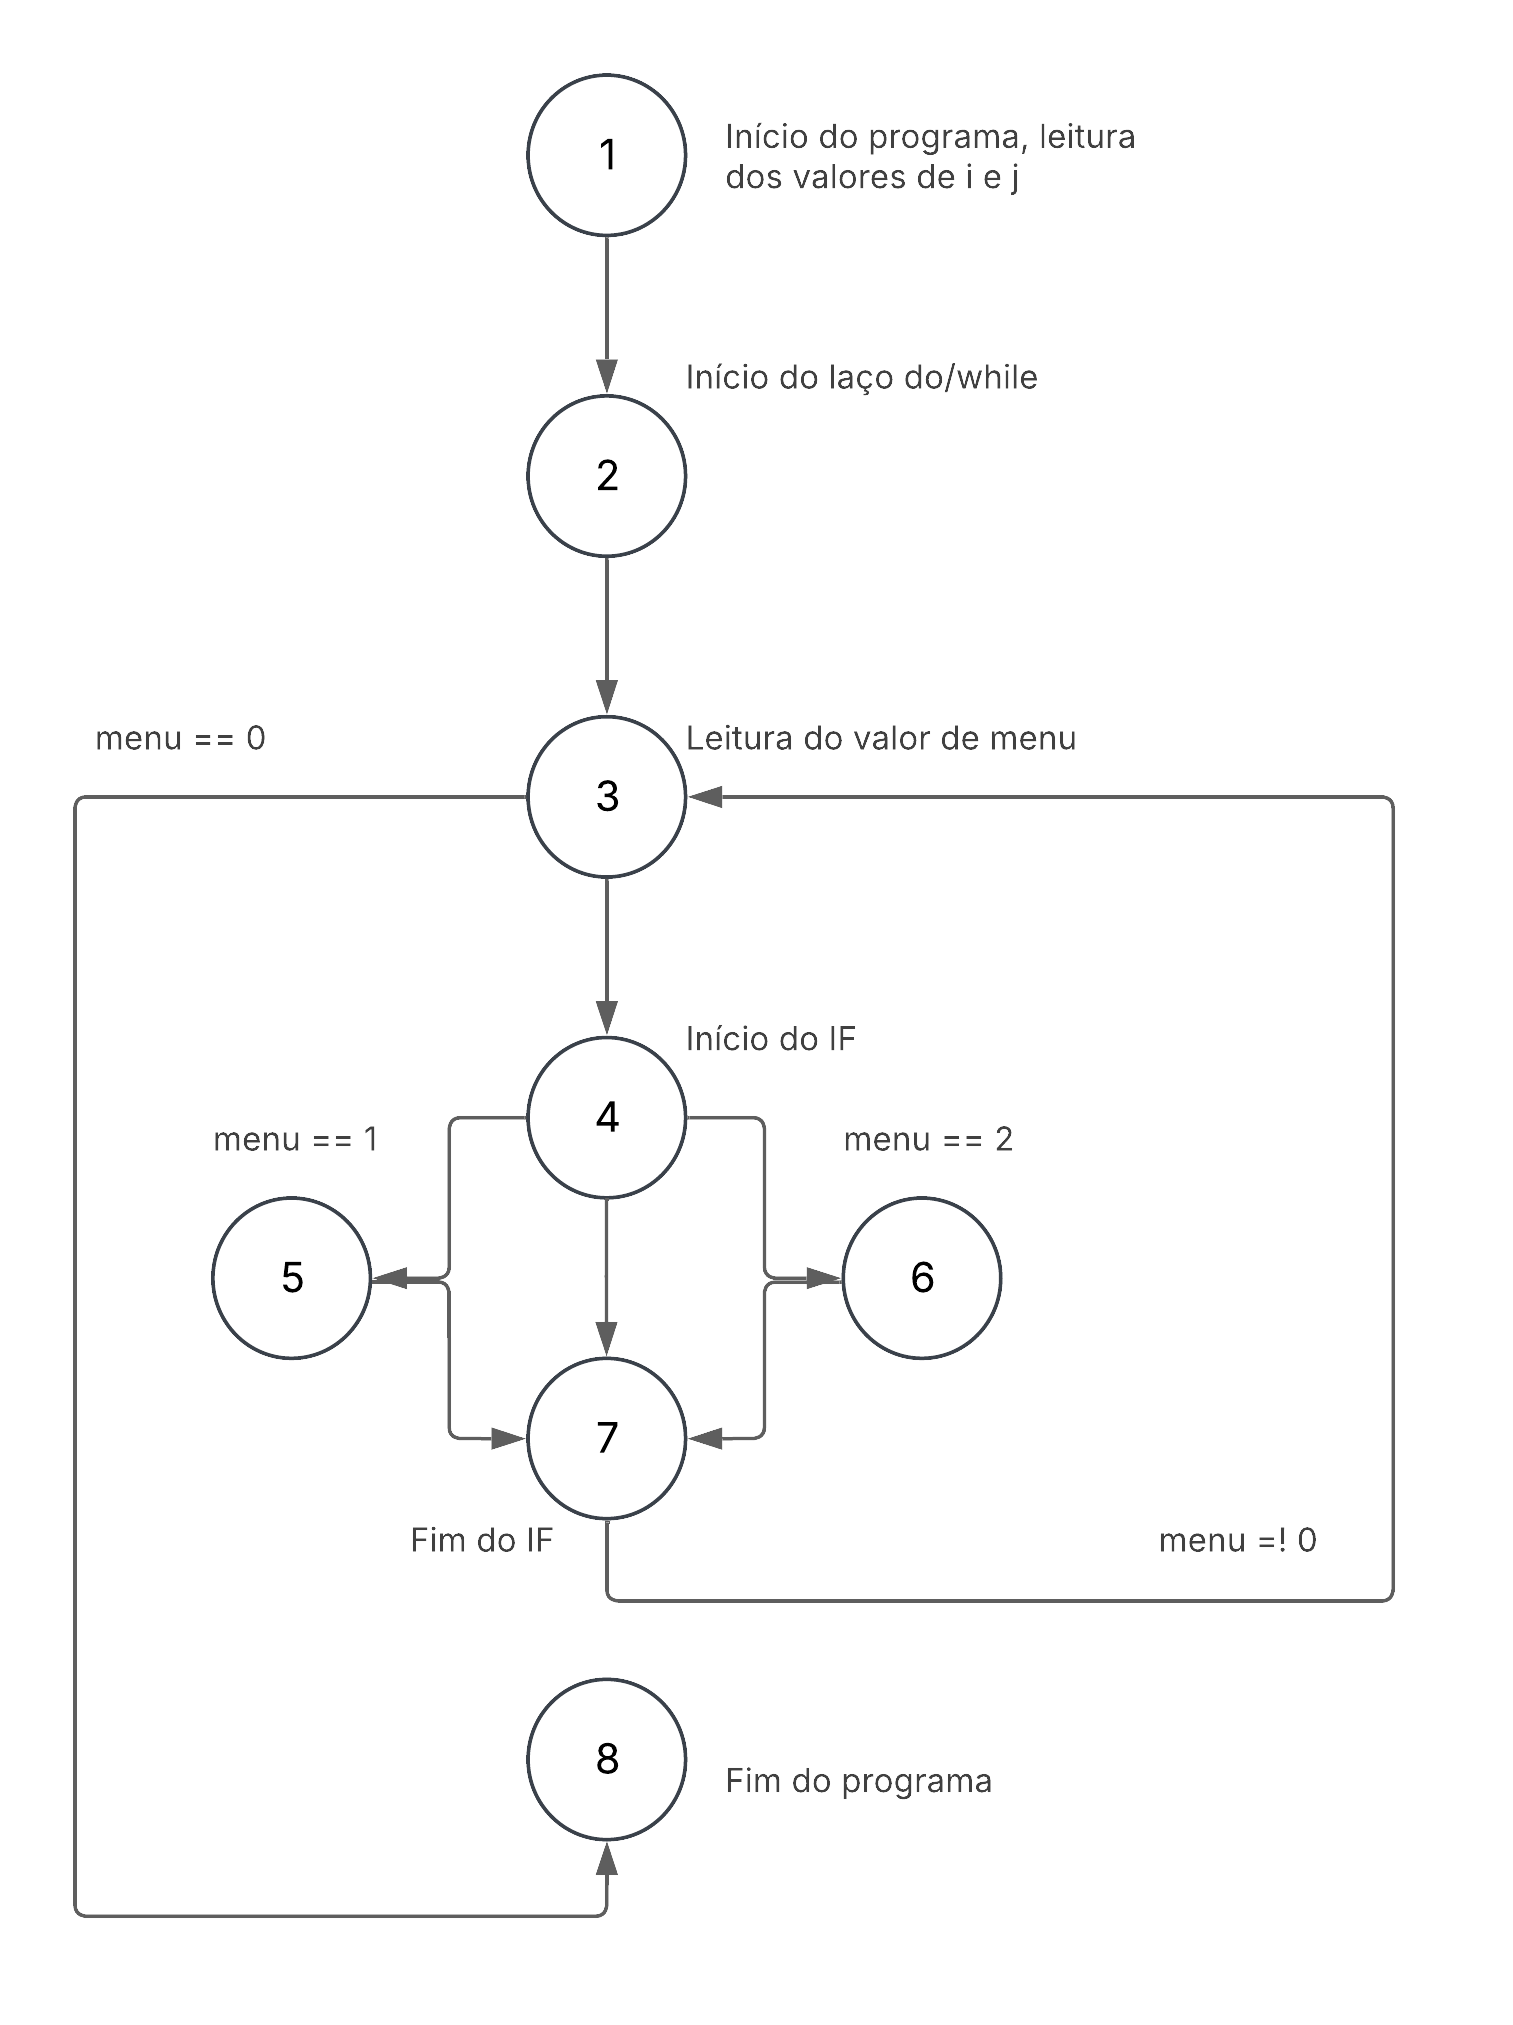 1
Início do programa, leitura
dos valores de i e j
Início do laço do/while
2
menu == 0
Leitura do valor de menu
3
Início do IF
4
menu == 1
menu == 2
5
6
7
Fim do IF
menu =! 0
8
Fim do programa